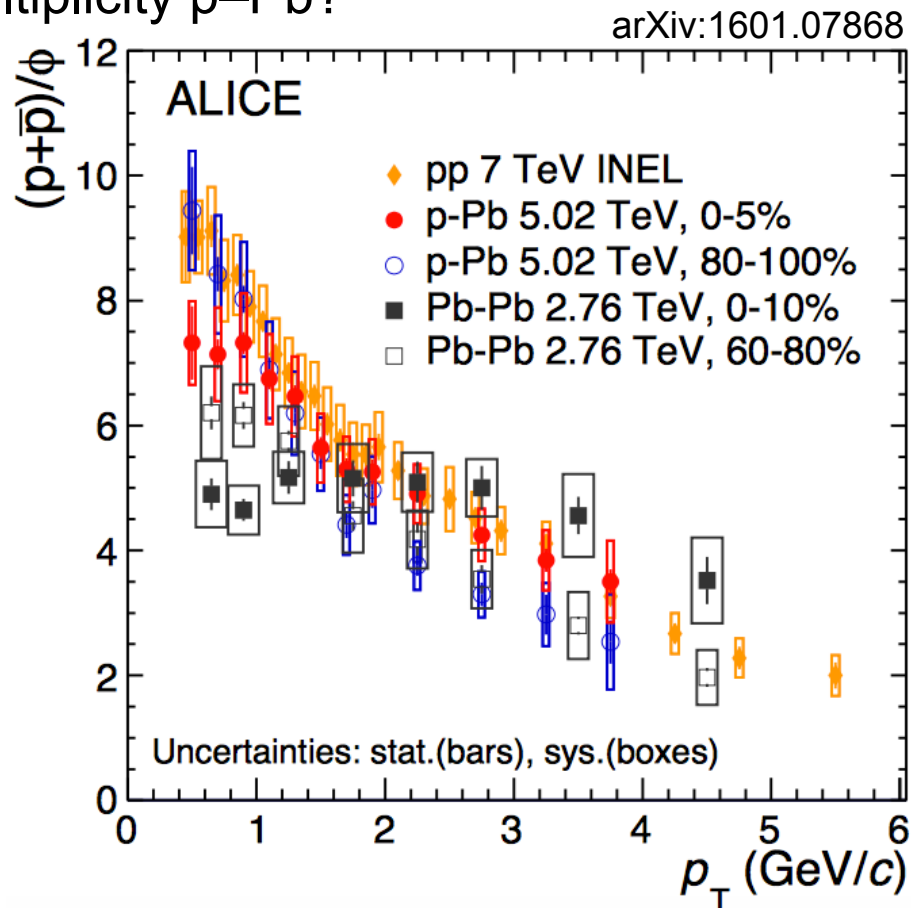 arXiv:1601.07868
(p+p̄)/ϕ
ALICE
pp 7 TeV INEL
p-Pb 5.02 TeV, 0-5%
p-Pb 5.02 TeV, 80-100%
Pb-Pb 2.76 TeV, 0-10%
Pb-Pb 2.76 TeV, 60-80%
12
10
8
6
4
2
0
Uncertainties: stat.(bars), sys.(boxes)
0 1 2 3 4 5 6
p_T (GeV/c)